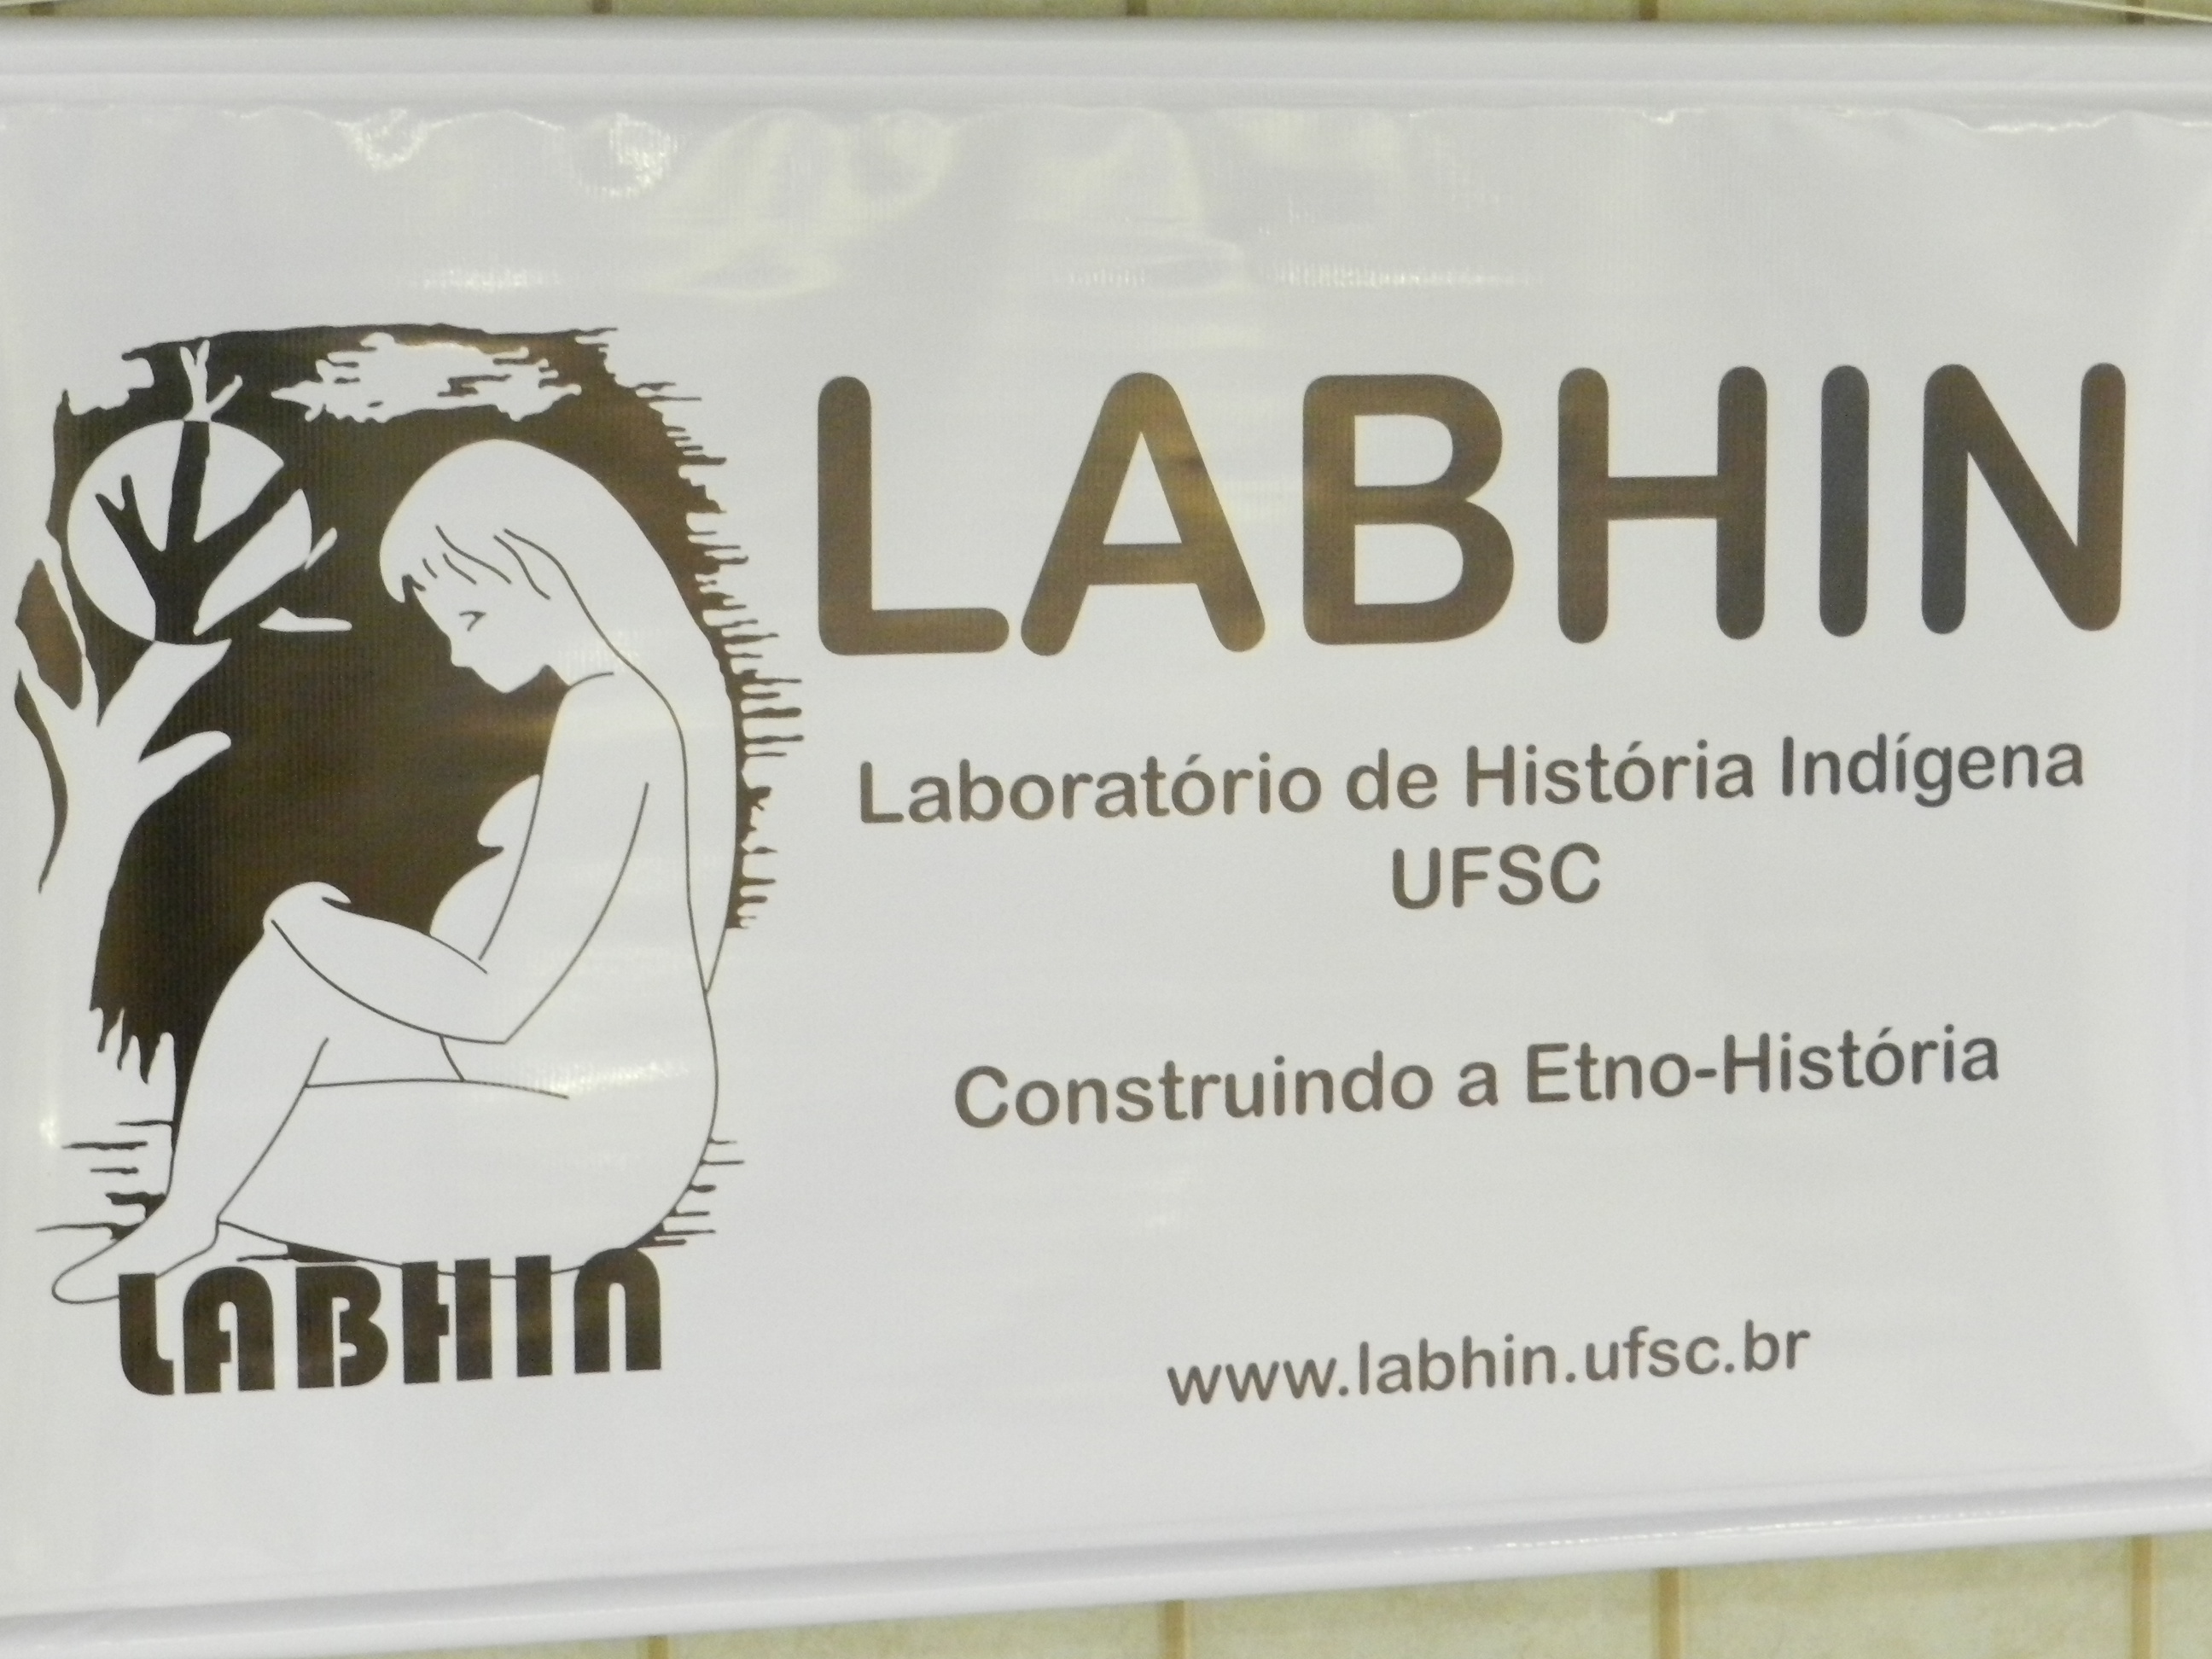 LABHIN
Laboratório de História Indígena
UFSC
Construindo a Etno-História
www.labhin.ufsc.br
LABHIN